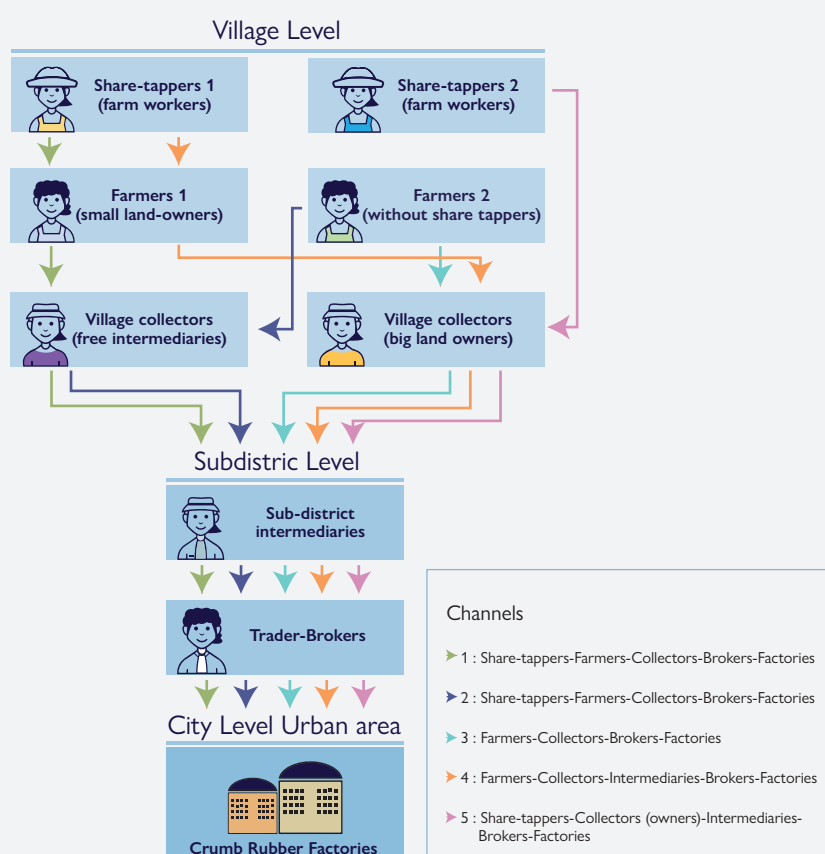 Village Level
Share-tappers 1
(farm workers)
Share-tappers 2
(farm workers)
Farmers 1
(small land-owners)
Farmers 2
(without share tappers)
Village collectors
(free intermediaries)
Village collectors
(big land owners)
Subdistric Level
Sub-district
intermediaries
Trader-Brokers
City Level Urban area
Crumb Rubber Factories
Channels
1 : Share-tappers-Farmers-Collectors-Brokers-Factories
2 : Share-tappers-Farmers-Collectors-Brokers-Factories
3 : Farmers-Collectors-Brokers-Factories
4 : Farmers-Collectors-Intermediaries-Brokers-Factories
5 : Share-tappers-Collectors (owners)-Intermediaries-
Brokers-Factories